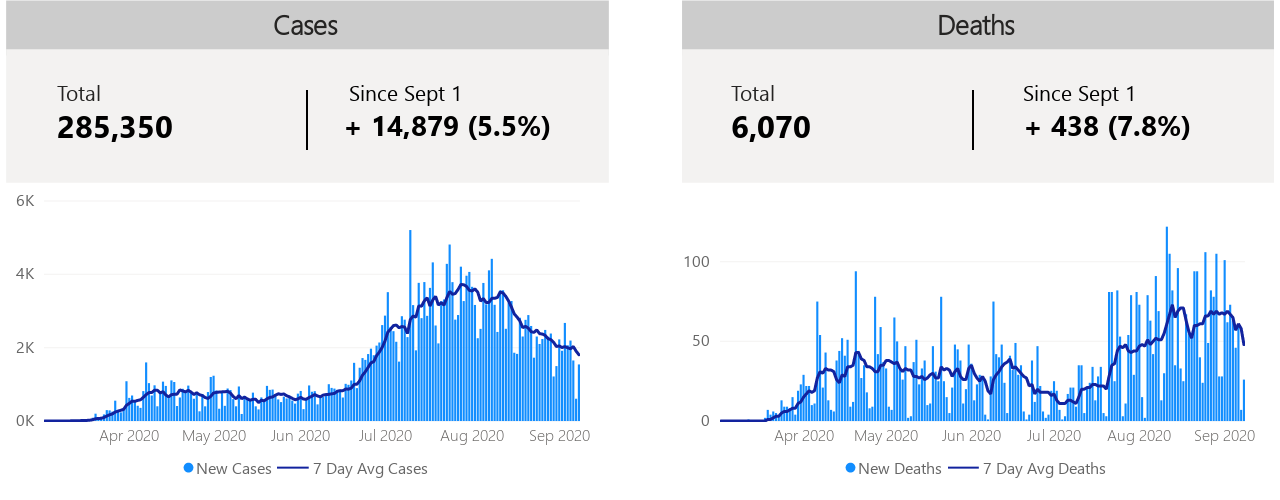 Cases
Total
285,350
Since Sept 1
+ 14,879 (5.5%)
6K
4K
2K
0K
Apr 2020 May 2020 Jun 2020 Jul 2020 Aug 2020 Sep 2020
New Cases 7 Day Avg Cases
Deaths
Total
6,070
Since Sept 1
+ 438 (7.8%)
100
50
0
Apr 2020 May 2020 Jun 2020 Jul 2020 Aug 2020 Sep 2020
New Deaths 7 Day Avg Deaths